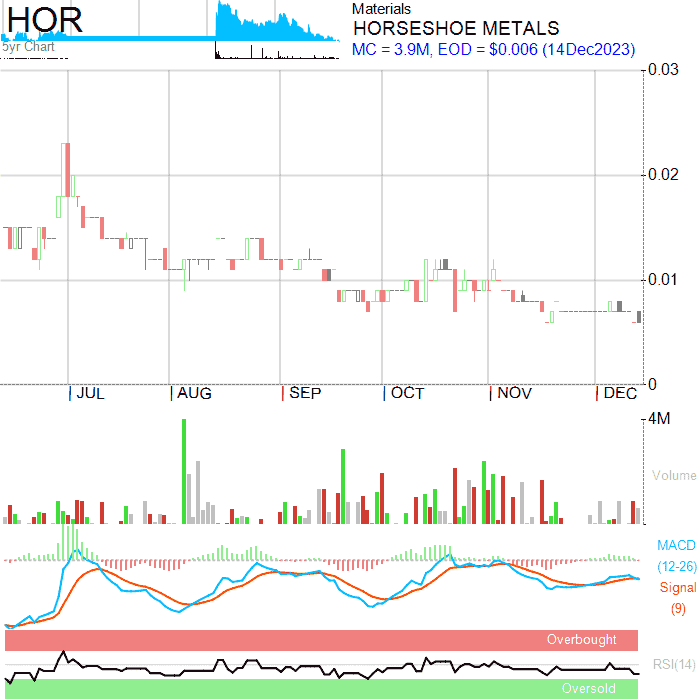 HOR
5yr Chart
Materials
HORSESHOE METALS
MC = 3.9M, EOD = $0.006 (14Dec2023)
0.03
0.02
0.01
0
JUL AUG SEP OCT NOV DEC
4M
Volume
MACD
(12-26)
Signal
(9)
Overbought
RSI(14)
Oversold